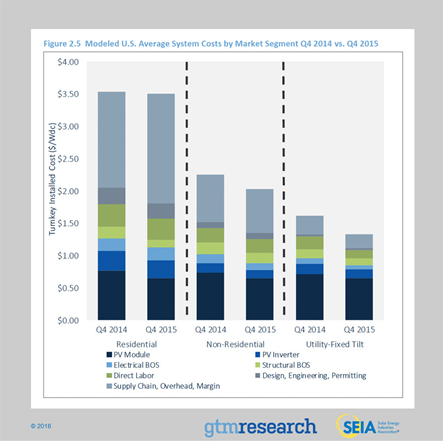 Figure 2.5 Modeled U.S. Average System Costs by Market Segment Q4 2014 vs. Q4 2015
Turnkey Installed Cost ($/Wdc)
$4.00
$3.50
$3.00
$2.50
$2.00
$1.50
$1.00
$0.50
$0.00
Q4 2014 Q4 2015 Q4 2014 Q4 2015 Q4 2014 Q4 2015
Residential Non-Residential Utility-Fixed Tilt
PV Module PV Inverter
Electrical BOS Structural BOS
Direct Labor Design, Engineering, Permitting
Supply Chain, Overhead, Margin
gtmresearch
SEIA Solar Energy
Industries
Association®